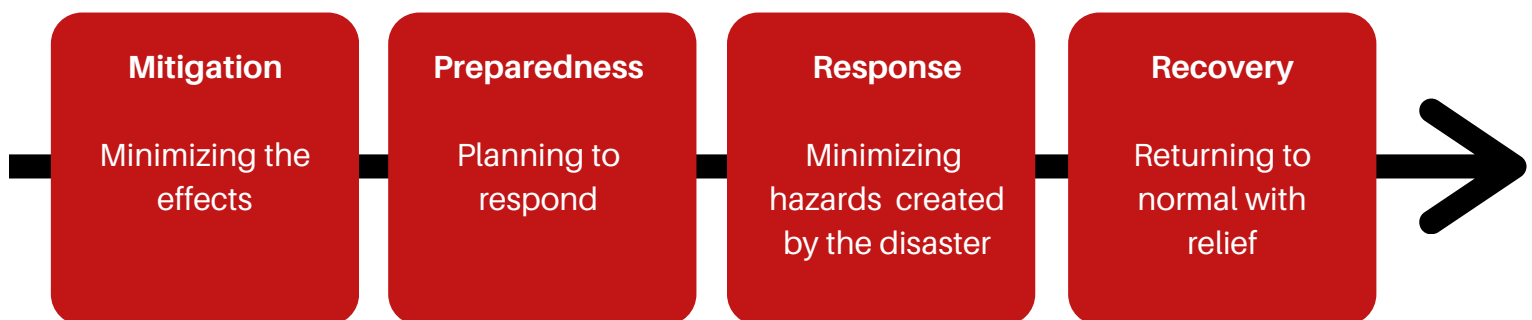 Mitigation
Minimizing the
effects
Preparedness
Planning to
respond
Response
Minimizing
hazards  created
by the disaster
Recovery
Returning to
normal with
relief